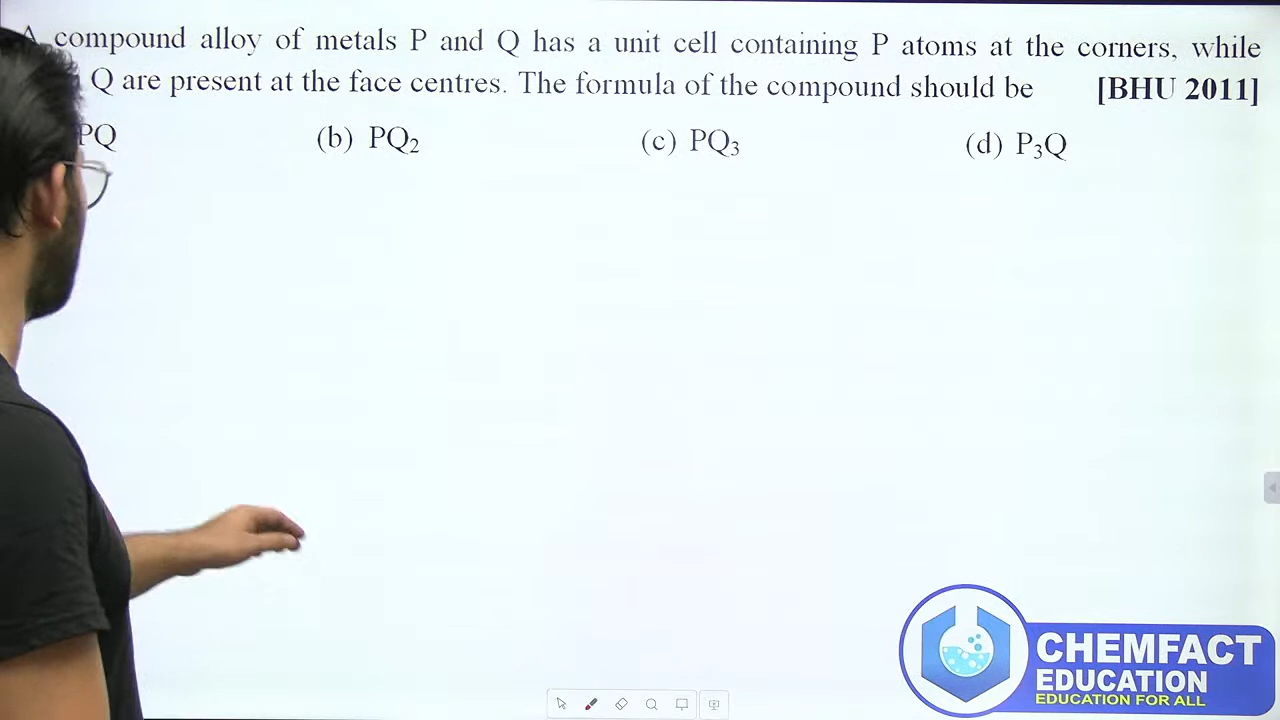 compound alloy of metals P and Q has a unit cell containing P atoms at the corners, while
Q are present at the face centres. The formula of the compound should be [BHU 2011]
PQ (b) PQ₂ (c) PQ₃ (d) P₃Q
CHEMFACT
EDUCATION
EDUCATION FOR ALL